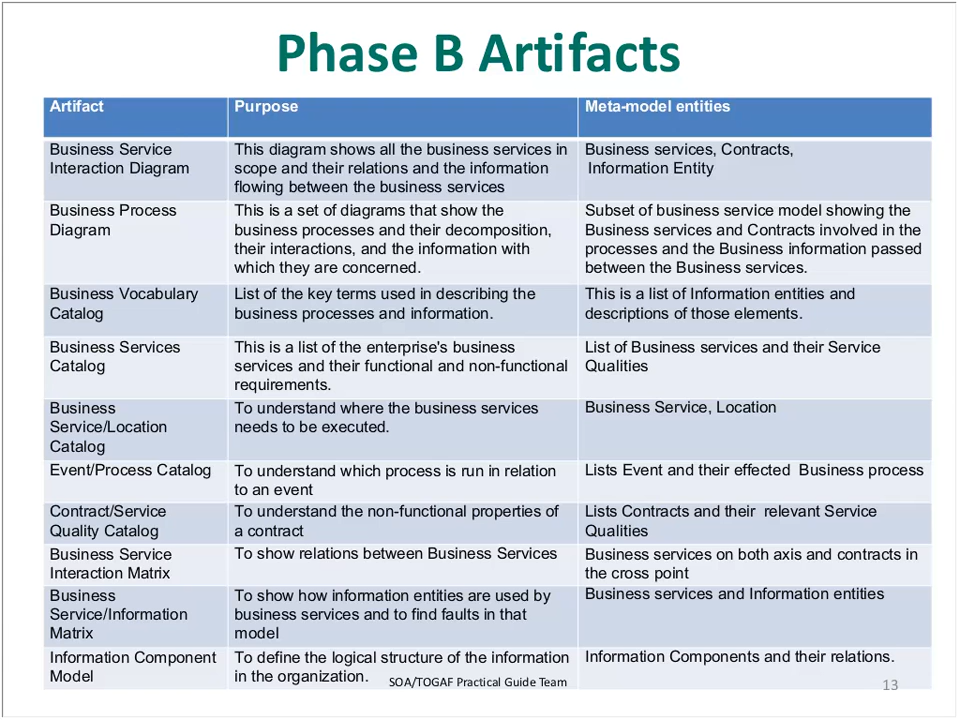 Phase B Artifacts
Artifact
Purpose
Meta-model entities
Business Service
Interaction Diagram
This diagram shows all the business services in
scope and their relations and the information
flowing between the business services
Business services, Contracts,
Information Entity
Business Process
Diagram
This is a set of diagrams that show the
business processes and their decomposition,
their interactions, and the information with
which they are concerned.
Subset of business service model showing the
Business services and Contracts involved in the
processes and the Business information passed
between the Business services.
Business Vocabulary
Catalog
List of the key terms used in describing the
business processes and information.
This is a list of Information entities and
descriptions of those elements.
Business Services
Catalog
This is a list of the enterprise's business
services and their functional and non-functional
requirements.
List of Business services and their Service
Qualities
Business
Service/Location
Catalog
To understand where the business services
needs to be executed.
Business Service, Location
Event/Process Catalog
To understand which process is run in relation
to an event
Lists Event and their effected Business process
Contract/Service
Quality Catalog
To understand the non-functional properties of
a contract
Lists Contracts and their relevant Service
Qualities
Business Service
Interaction Matrix
To show relations between Business Services
Business services on both axis and contracts in
the cross point
Business
Service/Information
Matrix
To show how information entities are used by
business services and to find faults in that
model
Business services and Information entities
Information Component
Model
To define the logical structure of the information
in the organization.
Information Components and their relations.
SOA/TOGAF Practical Guide Team
13